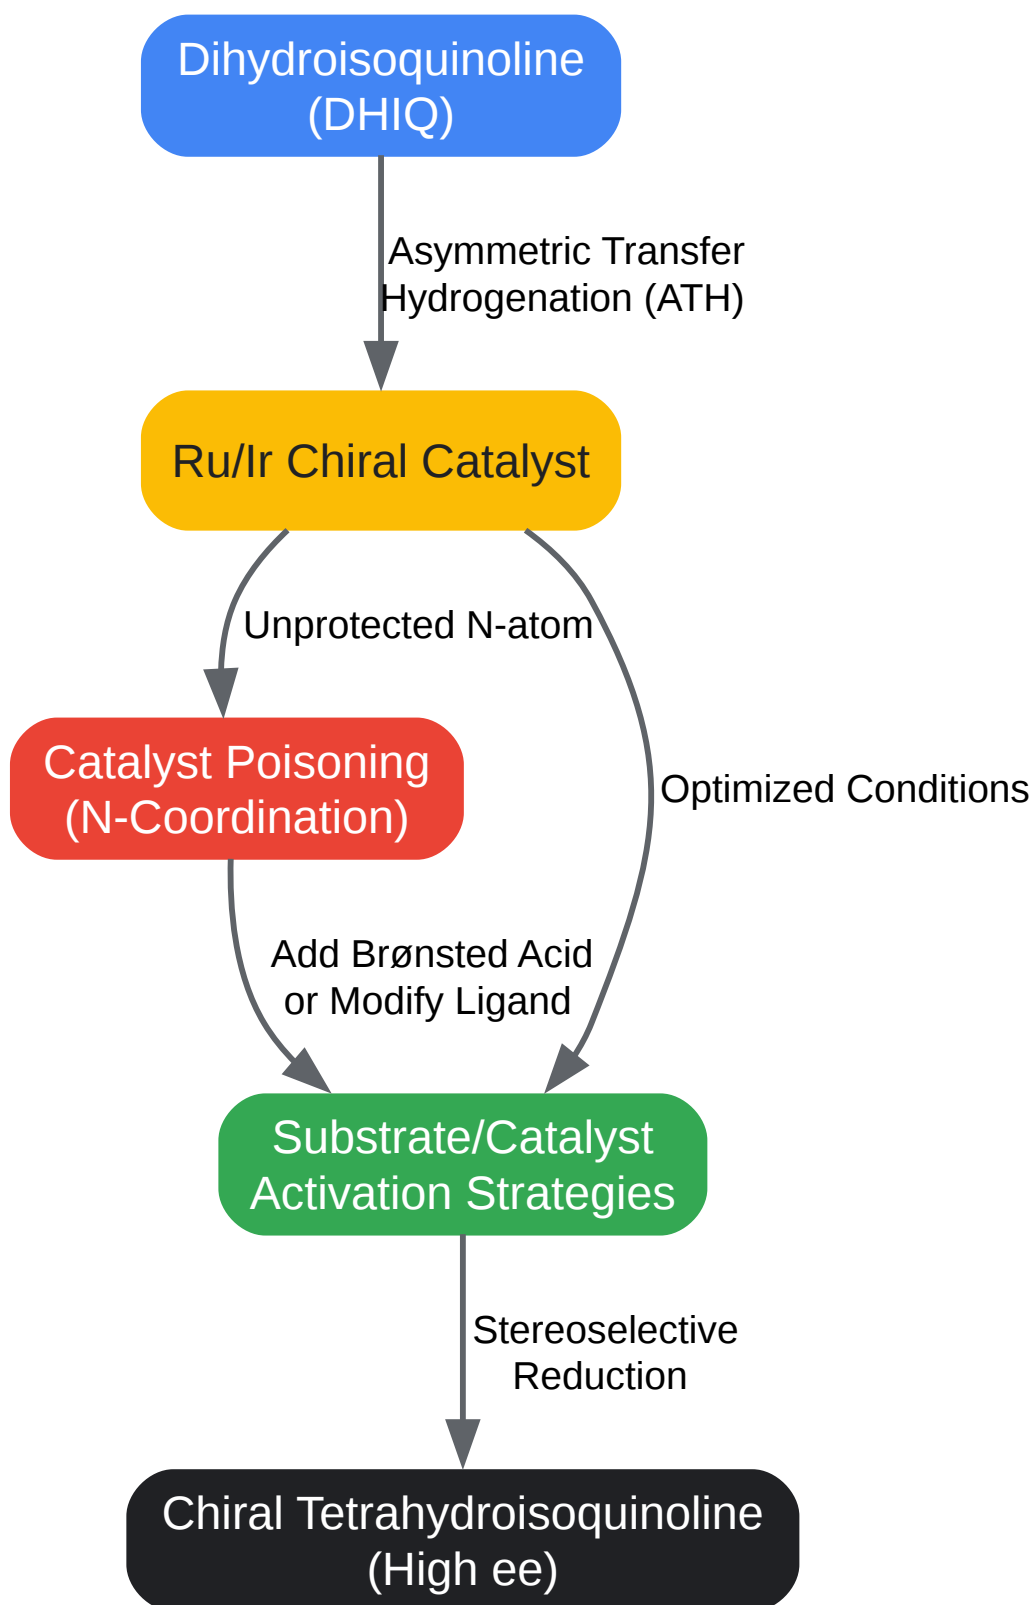 Dihydroisoquinoline
(DHIQ)
Asymmetric Transfer
Hydrogenation (ATH)
Ru/Ir Chiral Catalyst
Unprotected N-atom
Catalyst Poisoning
(N-Coordination)
Optimized Conditions
Add Brønsted Acid
or Modify Ligand
Substrate/Catalyst
Activation Strategies
Stereoselective
Reduction
Chiral Tetrahydroisoquinoline
(High ee)